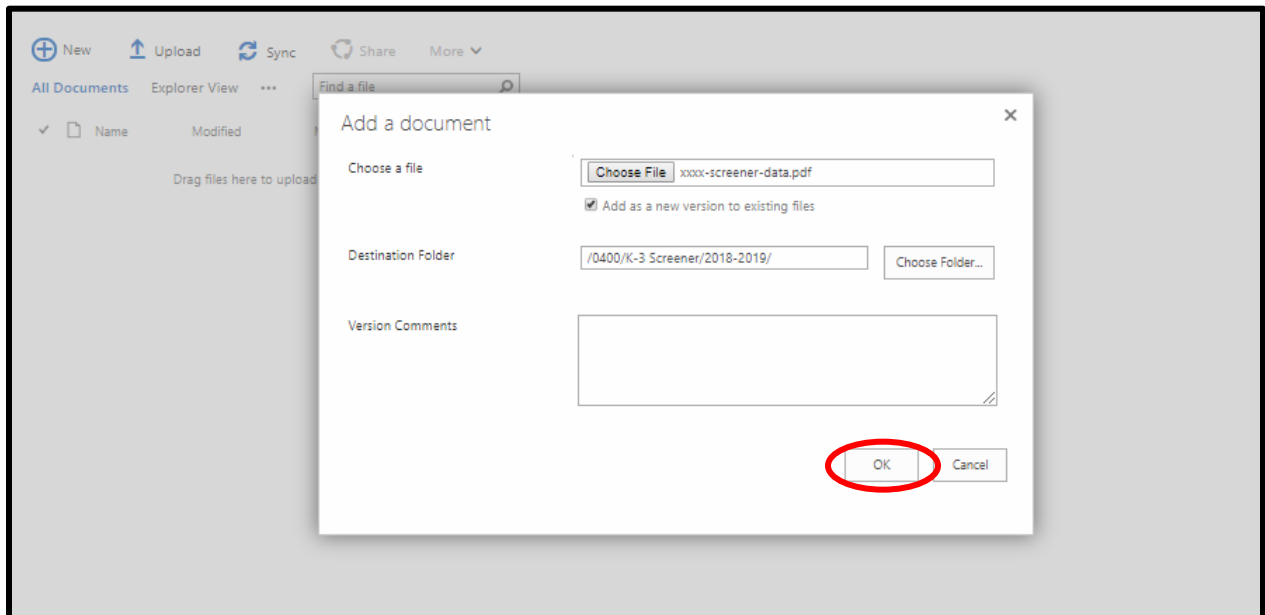 New Upload Sync Share More
All Documents Explorer View ••• Find a file
Name Modified
Drag files here to upload
Add a document
Choose a file
Choose File xxxx-screener-data.pdf
Add as a new version to existing files
Destination Folder
/0400/K-3 Screener/2018-2019/
Choose Folder...
Version Comments
OK Cancel